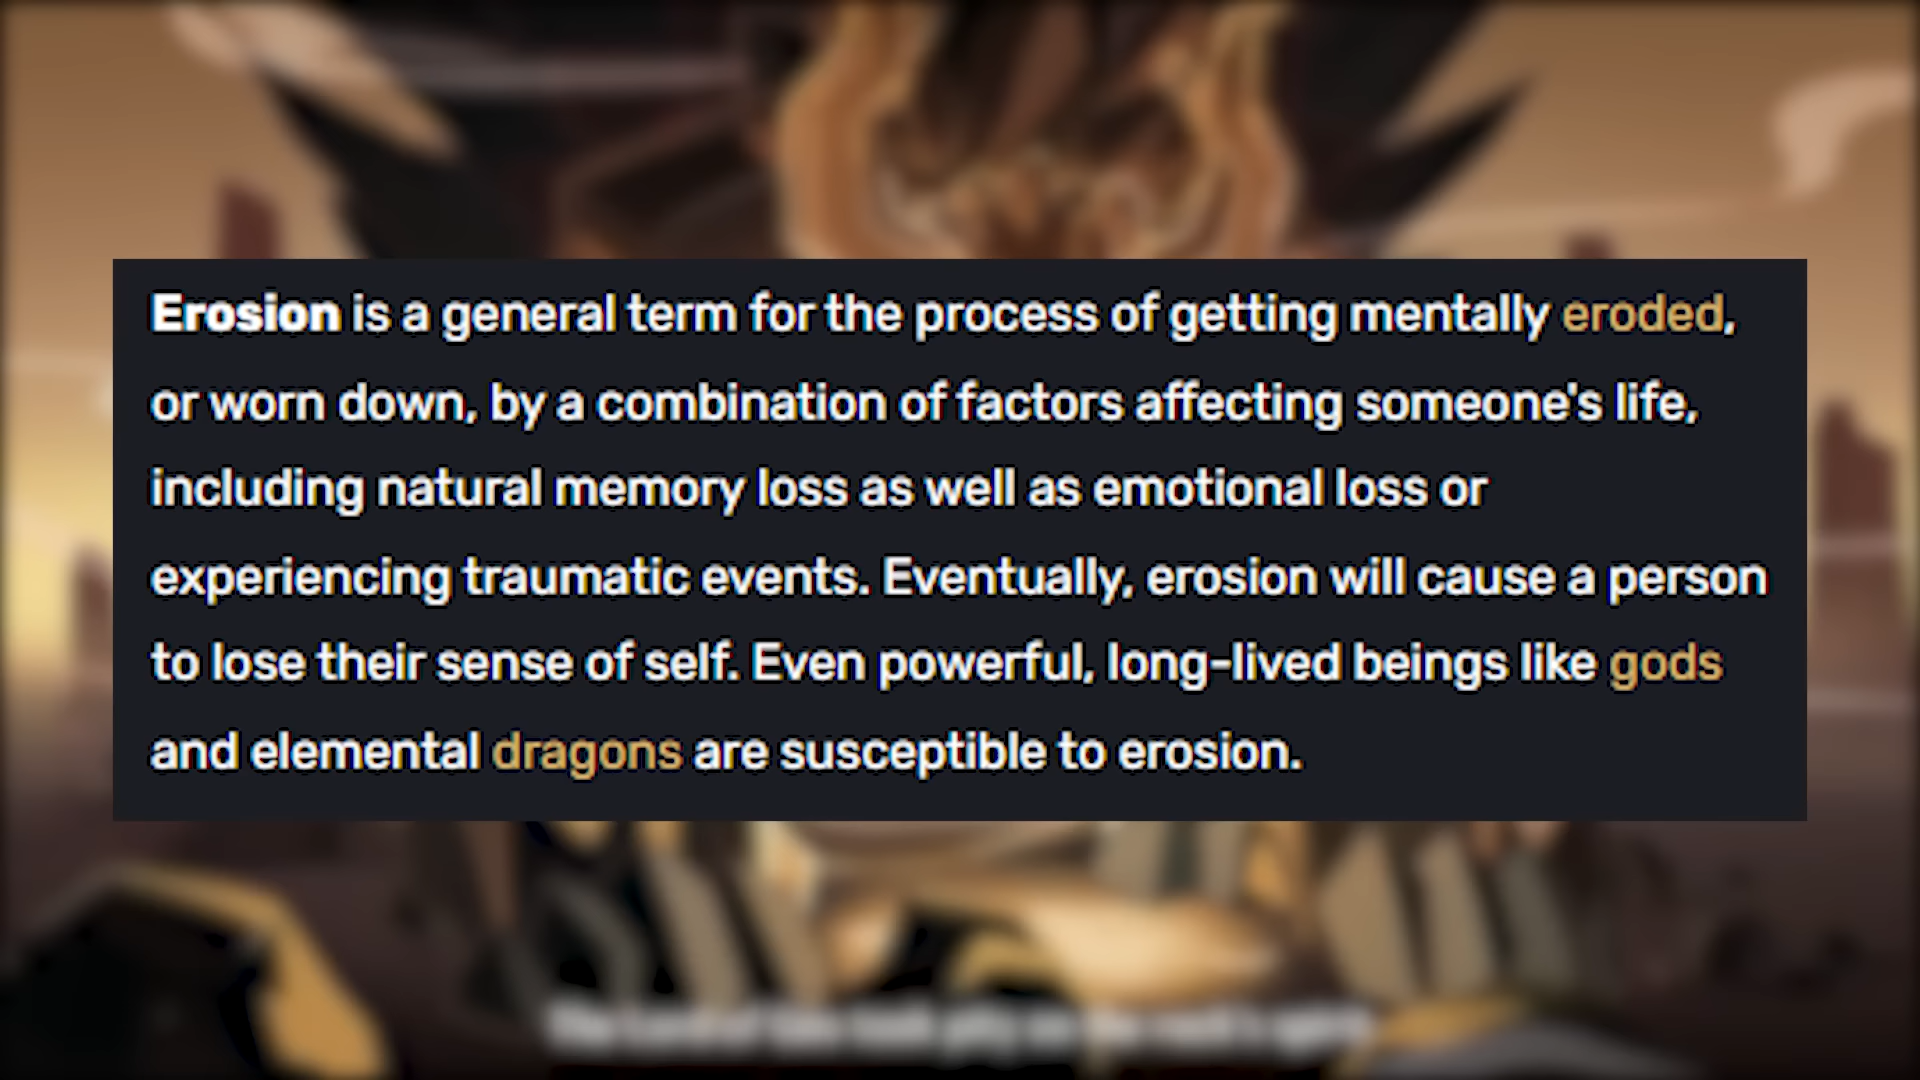 Erosion is a general term for the process of getting mentally eroded,
or worn down, by a combination of factors affecting someone's life,
including natural memory loss as well as emotional loss or
experiencing traumatic events. Eventually, erosion will cause a person
to lose their sense of self. Even powerful, long-lived beings like gods
and elemental dragons are susceptible to erosion.